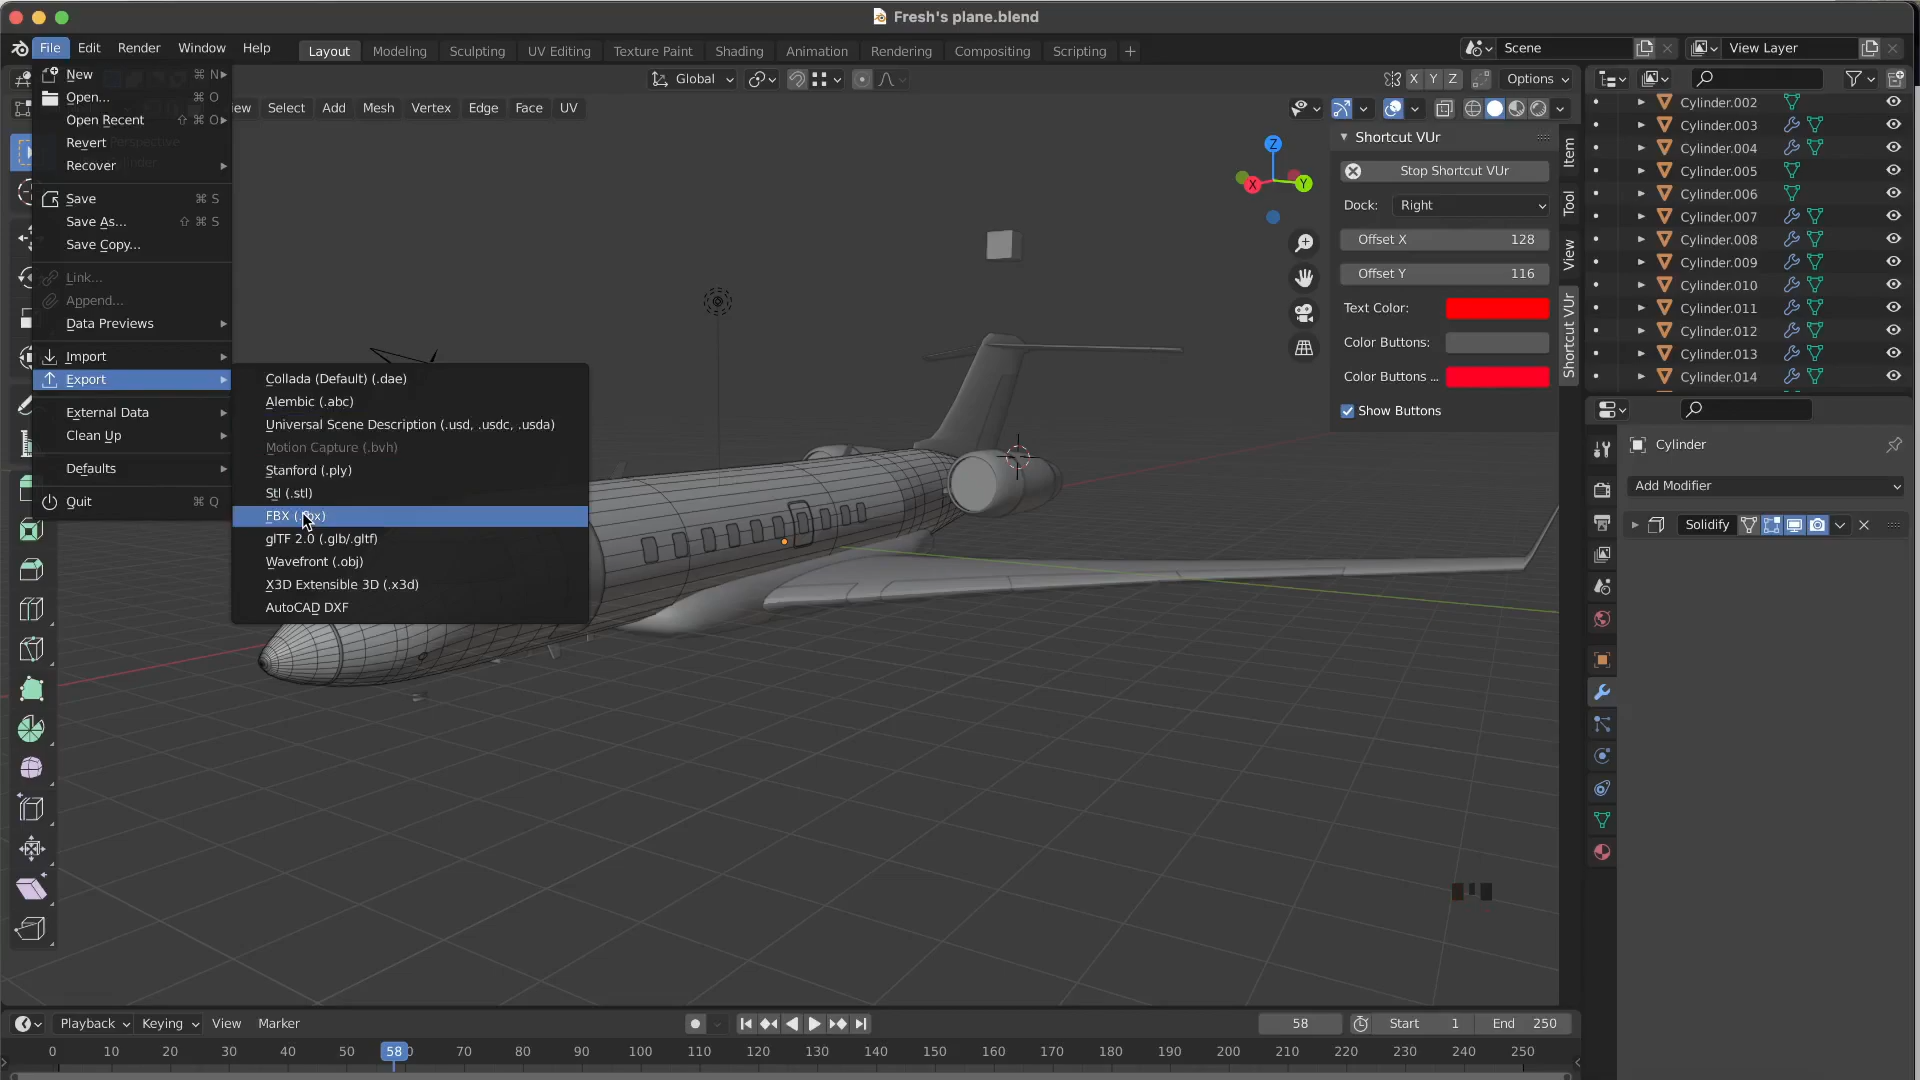 Fresh's plane.blend
File Edit Render Window Help Layout Modeling Sculpting UV Editing Texture Paint Shading Animation Rendering Compositing Scripting + Scene View Layer
Global X Y Z Options
Select Add Mesh Vertex Edge Face UV
New ⌘ N
Open... ⌘ O
Open Recent ⇧ ⌘ O
Revert
Recover
Save ⌘ S
Save As... ⇧ ⌘ S
Save Copy...
Link...
Append...
Data Previews
Import
Export
External Data
Clean Up
Defaults
Quit ⌘ Q
Collada (Default) (.dae)
Alembic (.abc)
Universal Scene Description (.usd, .usdc, .usda)
Motion Capture (.bvh)
Stanford (.ply)
Stl (.stl)
FBX (.fbx)
glTF 2.0 (.glb/.gltf)
Wavefront (.obj)
X3D Extensible 3D (.x3d)
AutoCAD DXF
Z
X
Y
Shortcut VUr
Stop Shortcut VUr
Dock: Right
Offset X 128
Offset Y 116
Text Color:
Color Buttons:
Color Buttons ...
Show Buttons
Item
Tool
View
Shortcut VUr
Cylinder.002
Cylinder.003
Cylinder.004
Cylinder.005
Cylinder.006
Cylinder.007
Cylinder.008
Cylinder.009
Cylinder.010
Cylinder.011
Cylinder.012
Cylinder.013
Cylinder.014
Cylinder
Add Modifier
Solidify
Playback Keying View Marker 58 Start 1 End 250
0 10 20 30 40 50 58 70 80 90 100 110 120 130 140 150 160 170 180 190 200 210 220 230 240 250